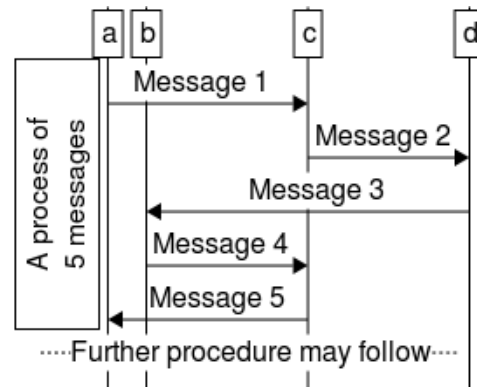 a
b
c
d
A process of
5 messages
Message 1
Message 2
Message 3
Message 4
Message 5
Further procedure may follow